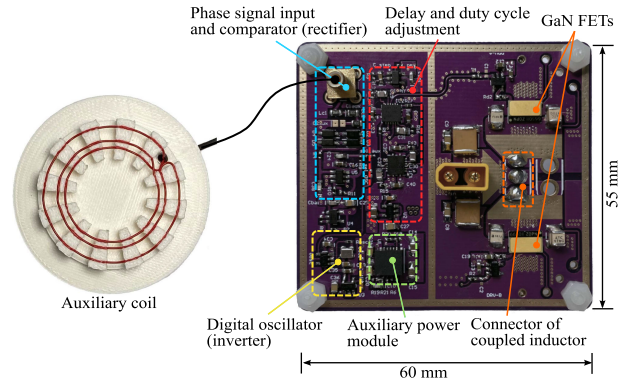 Phase signal input
and comparator (rectifier)
Delay and duty cycle
adjustment
GaN FETs
55 mm
Auxiliary coil
Digital oscillator
(inverter)
Auxiliary power
module
Connector of
coupled inductor
60 mm